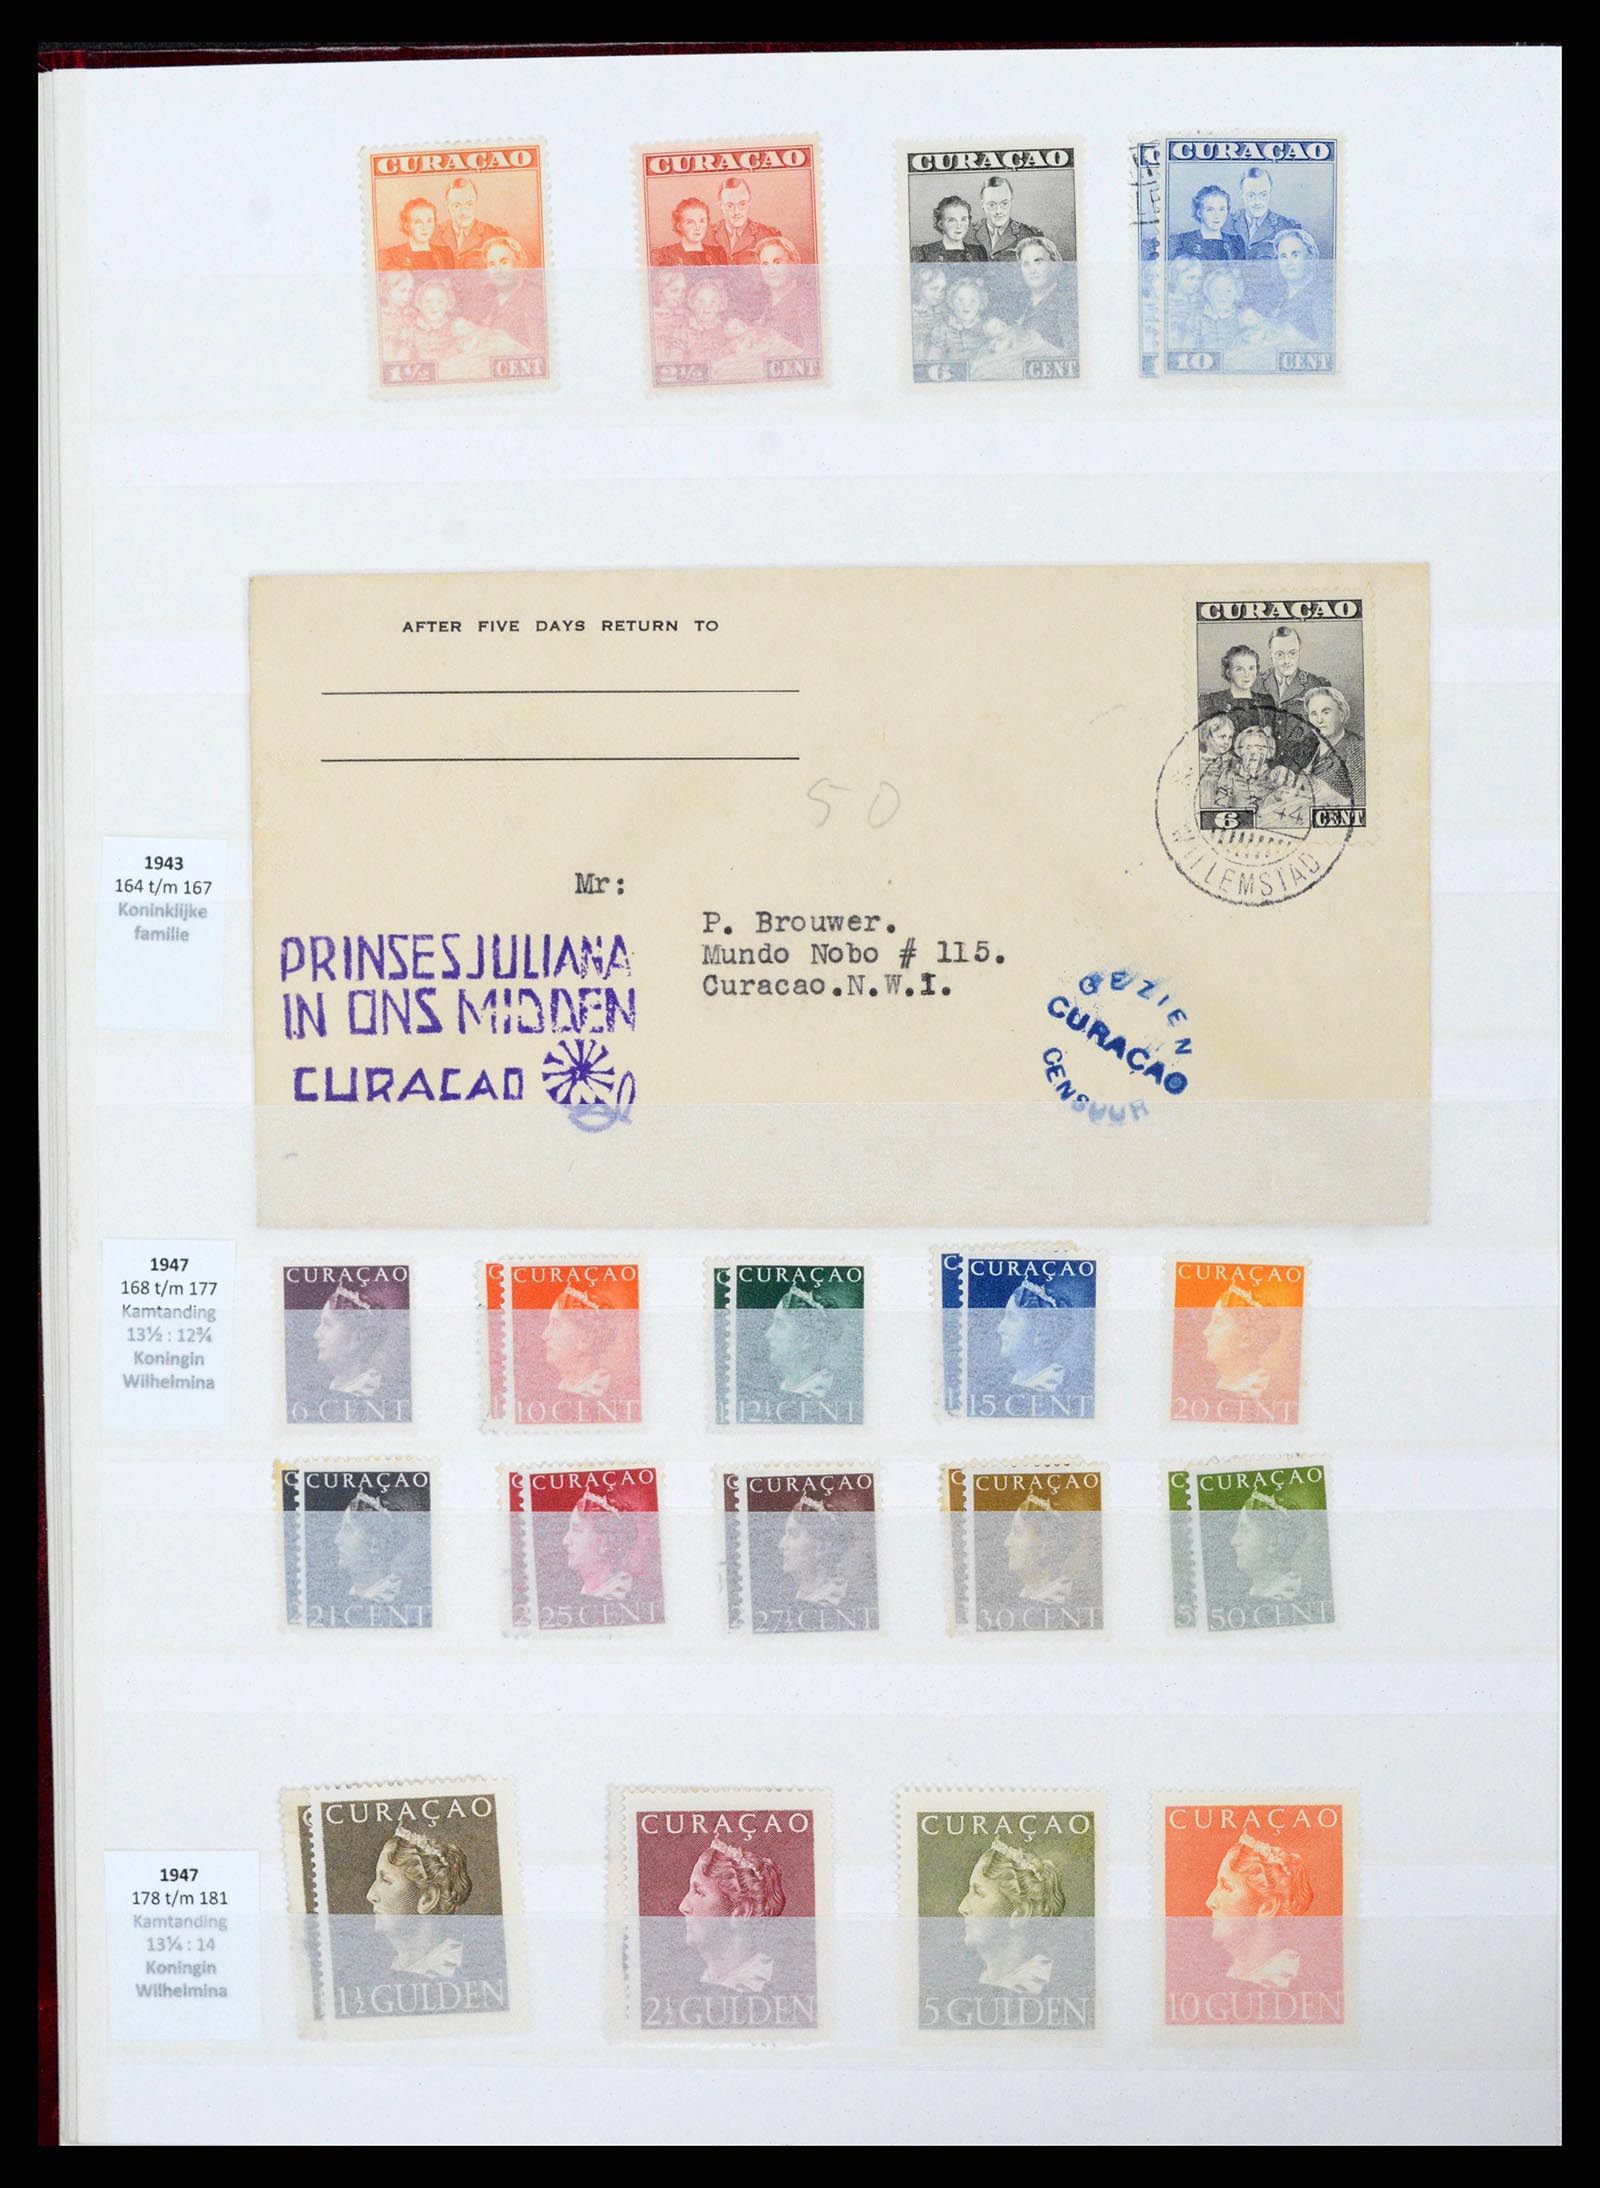 CURAÇAO
1½ CENT
CURAÇAO
2½ CENT
CURAÇAO
6 CENT
CURAÇAO
10 CENT
AFTER FIVE DAYS RETURN TO
CURAÇAO
6 CENT
WILLEMSTAD
50
Mr:
P. Brouwer.
Mundo Nobo # 115.
Curacao.N.W.I.
PRINSES JULIANA
IN ONS MIDDEN
CURACAO
GEZIEN
CURAÇAO
CENSUUR
1943
164 t/m 167
Koninklijke
familie
1947
168 t/m 177
Kamtanding
13½ : 12¾
Koningin
Wilhelmina
CURAÇAO
6 CENT
C
CURAÇAO
10 CENT
C
CURAÇAO
12½ CENT
C
CURAÇAO
1
15 CENT
CURAÇAO
20 CENT
C
CURAÇAO
2
21 CENT
C
CURAÇAO
2
25 CENT
C
CURAÇAO
2
27½ CENT
C
CURAÇAO
30 CENT
C
CURAÇAO
5
50 CENT
1947
178 t/m 181
Kamtanding
13¼ : 14
Koningin
Wilhelmina
C
CURAÇAO
1½ GULDEN
CURAÇAO
2½ GULDEN
CURAÇAO
5 GULDEN
CURAÇAO
10 GULDEN